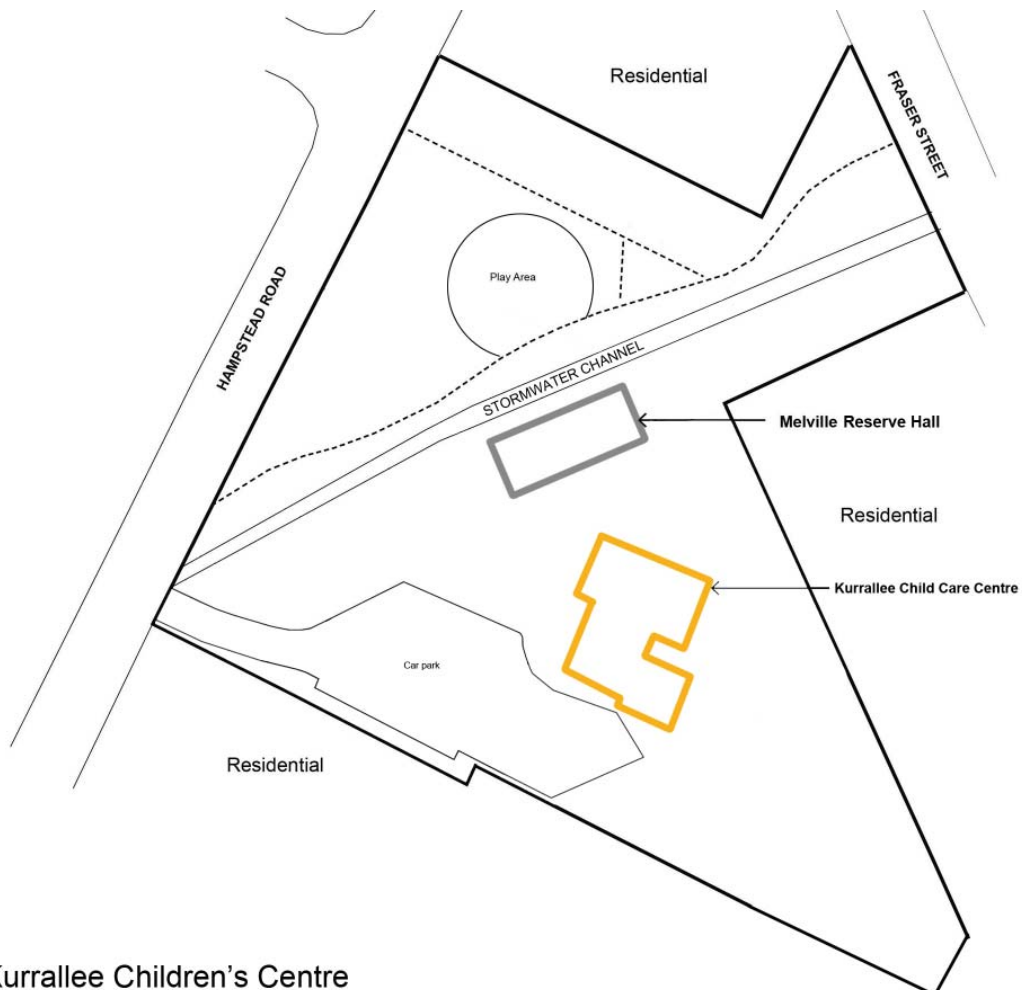 Residential
FRASER STREET
Play Area
HAMPSTEAD ROAD
STORMWATER CHANNEL
Melville Reserve Hall
Residential
Kurrallee Child Care Centre
Car park
Residential
Kurrallee Children's Centre